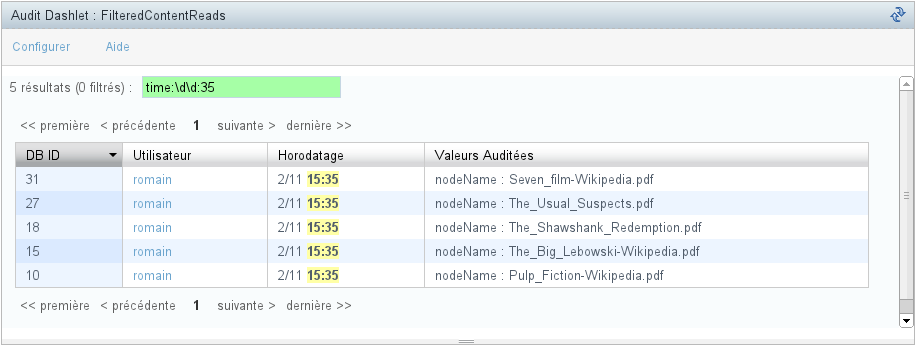 Audit Dashlet : FilteredContentReads
Configurer Aide
5 résultats (0 filtrés) : time:\d\d:35
<< première < précédente 1 suivante > dernière >>
DB ID Utilisateur Horodatage Valeurs Auditées
31 romain 2/11 15:35 nodeName : Seven_film-Wikipedia.pdf
27 romain 2/11 15:35 nodeName : The_Usual_Suspects.pdf
18 romain 2/11 15:35 nodeName : The_Shawshank_Redemption.pdf
15 romain 2/11 15:35 nodeName : The_Big_Lebowski-Wikipedia.pdf
10 romain 2/11 15:35 nodeName : Pulp_Fiction-Wikipedia.pdf
<< première < précédente 1 suivante > dernière >>